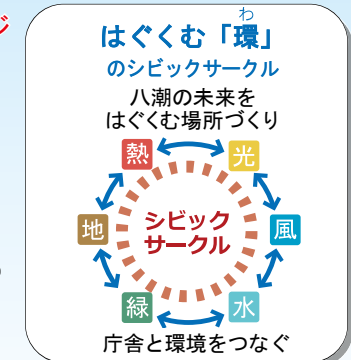 ジ
わ
はぐくむ「環」
のシビックサークル
八潮の未来を
はぐくむ場所づくり
熱
光
地
シビック
サークル
風
緑
水
庁舎と環境をつなぐ